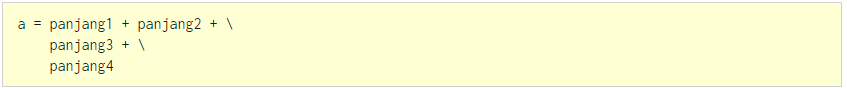 a = panjang1 + panjang2 + \
    panjang3 + \
    panjang4